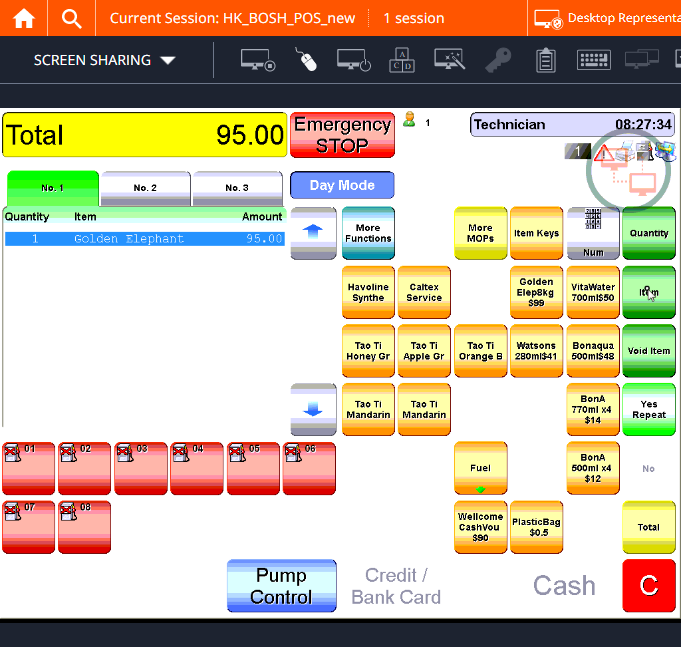 Current Session: HK_BOSH_POS_new
1 session
Desktop Representa
SCREEN SHARING
A
C D
Total 95.00
Emergency
STOP
1
Technician 08:27:34
1
No. 1
No. 2
No. 3
Day Mode
Quantity Item Amount
1 Golden Elephant 95.00
More
Functions
More
MOPs
Item Keys
Num
Quantity
Havoline
Synthe
Caltex
Service
Golden
Elep8kg
$99
VitaWater
700ml$50
Item
Tao Ti
Honey Gr
Tao Ti
Apple Gr
Tao Ti
Orange B
Watsons
280ml$41
Bonaqua
500ml$48
Void Item
Tao Ti
Mandarin
Tao Ti
Mandarin
BonA
770ml x4
$14
Yes
Repeat
01
02
03
04
05
06
Fuel
BonA
500ml x4
$12
No
07
08
Wellcome
CashVou
$90
PlasticBag
$0.5
Total
Pump
Control
Credit /
Bank Card
Cash
C